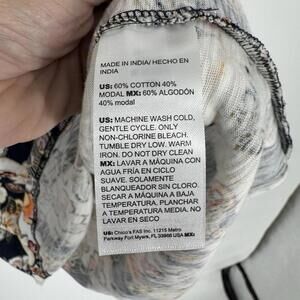 MADE IN INDIA/ HECHO EN
INDIA
US: 60% COTTON 40%
MODAL MX: 60% ALGODÓN
40% modal
US: MACHINE WASH COLD,
GENTLE CYCLE. ONLY
NON-CHLORINE BLEACH.
TUMBLE DRY LOW. WARM
IRON. DO NOT DRY CLEAN
MX: LAVAR A MÁQUINA CON
AGUA FRÍA EN CICLO
SUAVE. SOLAMENTE
BLANQUEADOR SIN CLORO.
SECAR A MÁQUINA A BAJA
TEMPERATURA. PLANCHAR
A TEMPERATURA MEDIO. NO
LAVAR EN SECO
US: Chico's FAS Inc. 11215 Metro
Parkway Fort Myers, FL 33966 USA MX: